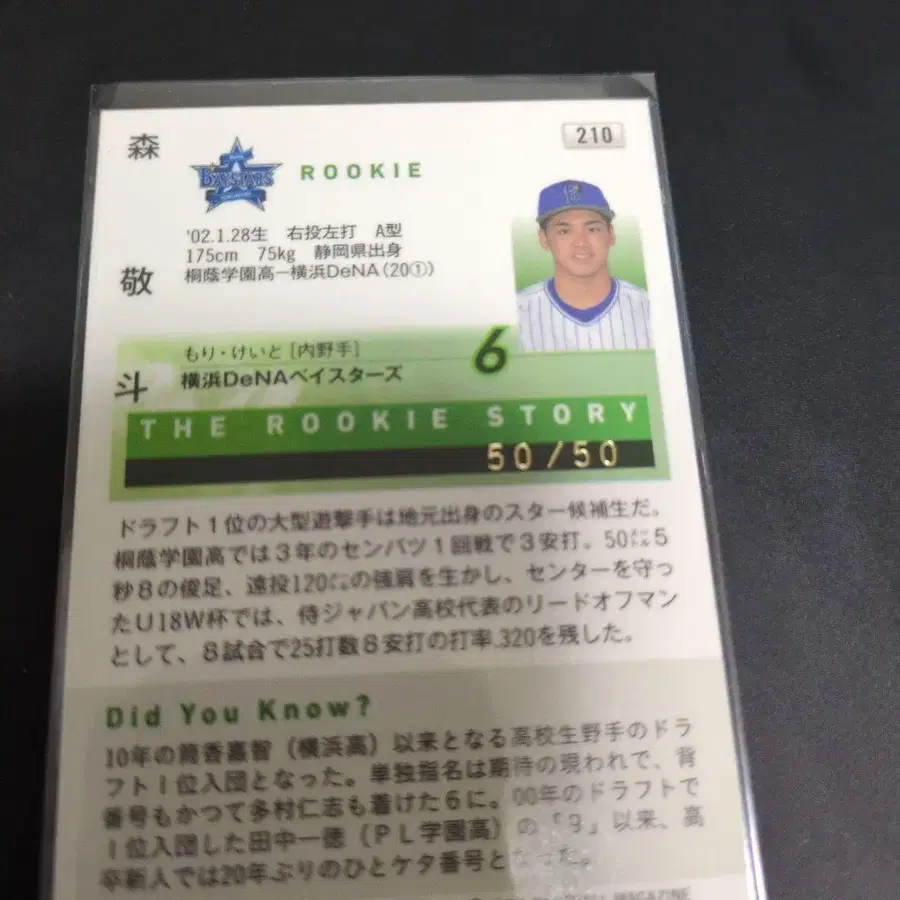 210
森敬斗
BAYSTARS
ROOKIE
'02.1.28生 右投左打 A型
175cm 75kg 静岡県出身
桐蔭学園高ー横浜DeNA(20①)
もり・けいと [内野手]
6
横浜DeNAベイスターズ
THE ROOKIE STORY
50/50
ドラフト1位の大型遊撃手は地元出身のスター候補生だ。
桐蔭学園高では3年のセンバツ1回戦で3安打。50㍍5
秒8の俊足、遠投120㍍の強肩を生かし、センターを守っ
たU18W杯では、侍ジャパン高校代表のリードオフマン
として、8試合で25打数8安打の打率.320を残した。
Did You Know?
10年の筒香嘉智(横浜高)以来となる高校生野手のドラ
フト1位入団となった。単独指名は期待の現われで、背
番号もかつて多村仁志も着けた6に。00年のドラフトで
1位入団した田中一徳(PL学園高)の「9」以来、高
卒新人では20年ぶりのひとケタ番号となった。
MAGAZINE